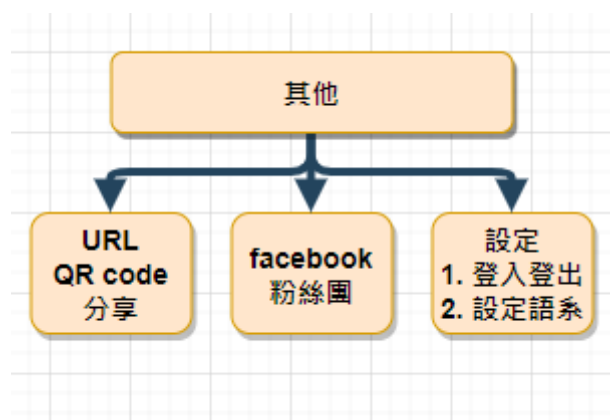 其他
URL
QR code
分享
facebook
粉絲團
設定
1. 登入登出
2. 設定語系